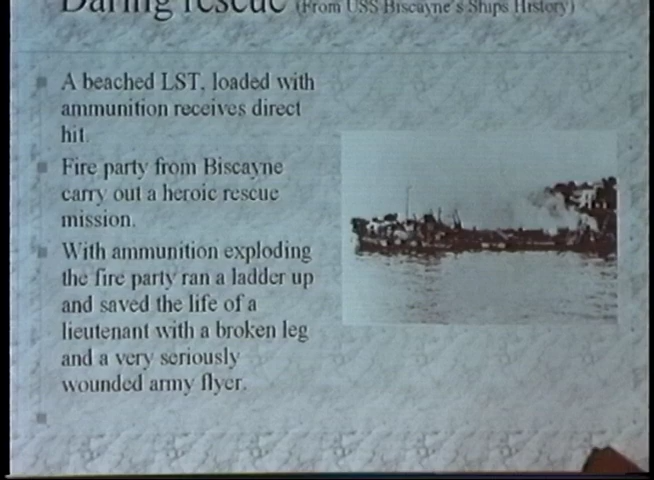 Daring rescue (From USS Biscayne's Ships History)
A beached LST, loaded with
ammunition receives direct
hit.
Fire party from Biscayne
carry out a heroic rescue
mission.
With ammunition exploding
the fire party ran a ladder up
and saved the life of a
lieutenant with a broken leg
and a very seriously
wounded army flyer.